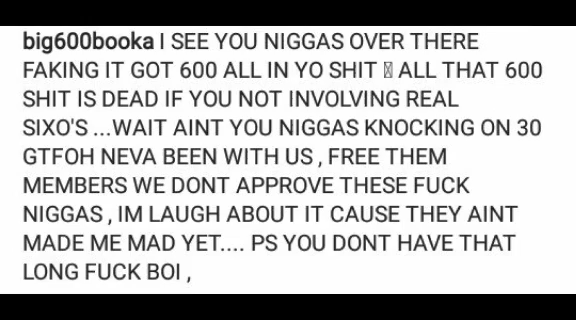 big600booka I SEE YOU NIGGAS OVER THERE
FAKING IT GOT 600 ALL IN YO SHIT ALL THAT 600
SHIT IS DEAD IF YOU NOT INVOLVING REAL
SIXO'S ...WAIT AINT YOU NIGGAS KNOCKING ON 30
GTFOH NEVA BEEN WITH US , FREE THEM
MEMBERS WE DONT APPROVE THESE FUCK
NIGGAS , IM LAUGH ABOUT IT CAUSE THEY AINT
MADE ME MAD YET.... PS YOU DONT HAVE THAT
LONG FUCK BOI ,